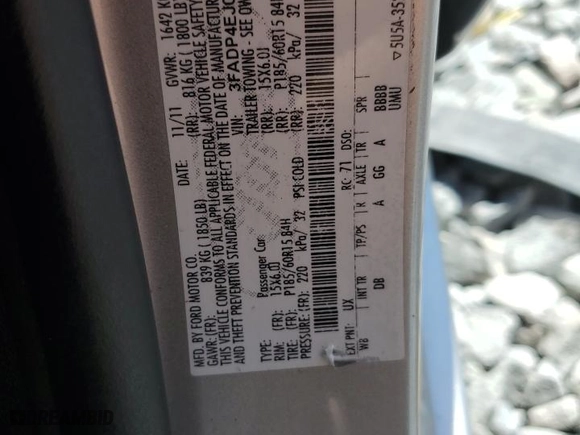 MFD. BY FORD MOTOR CO.
DATE: 11/11 GVWR: 1642 K
GAWR: (FR): 839 KG (1850 LB) (RR): 816 KG (1800 LB
THIS VEHICLE CONFORMS TO ALL APPLICABLE FEDERAL MOTOR VEHICLE SAFETY
AND THEFT PREVENTION STANDARDS IN EFFECT ON THE DATE OF MANUFACTUR
VIN: 3FADP4EJ
TYPE: Passenger Car TRAILER TOWING - SEE OW
RIM: (FR): 15X6.0J (RR): 15X6.0J
TIRE: (FR): P185/60R15 84H (RR): P185/60R15 84H
PRESSURE: (FR): 220 kPa/ 32 PSI COLD (RR): 220 kPa/ 32
EXT PNT: UX RC: 71 DSO:
WB INT TR TP/PS R AXLE TR SPR
DB A GG A BBBB
UMU
▽5U5A-35